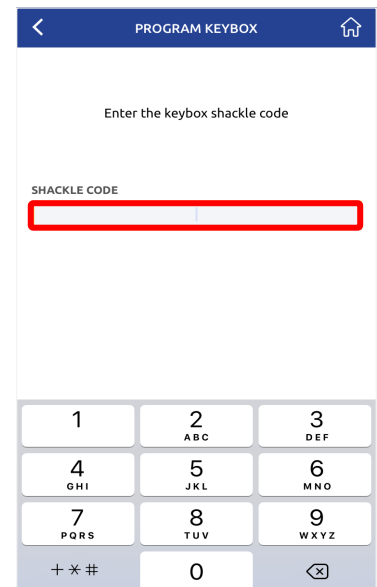 PROGRAM KEYBOX
Enter the keybox shackle code
SHACKLE CODE
1 2 3
ABC DEF
4 5 6
GHI JKL MNO
7 8 9
PQRS TUV WXYZ
+ * # 0